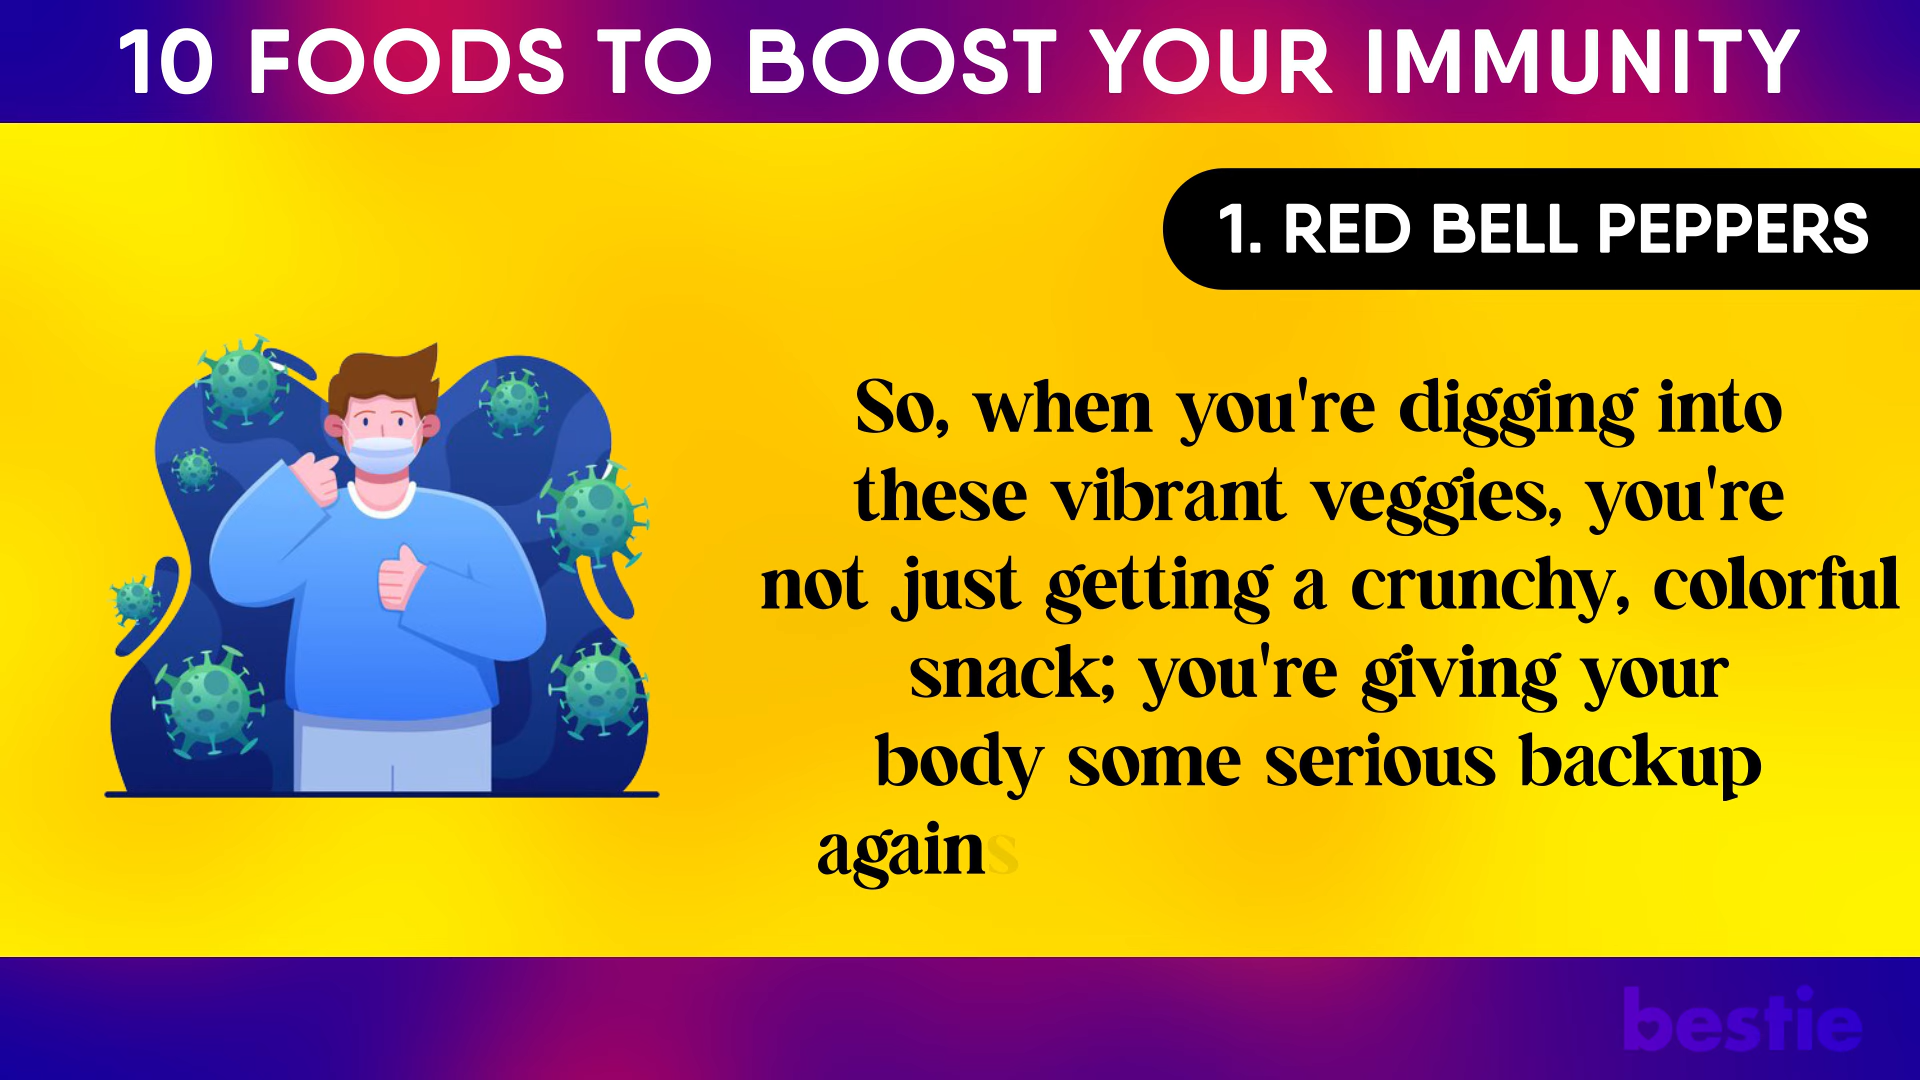 10 FOODS TO BOOST YOUR IMMUNITY
1. RED BELL PEPPERS
So, when you're digging into
these vibrant veggies, you're
not just getting a crunchy, colorful
snack; you're giving your
body some serious backup
agains
bestie